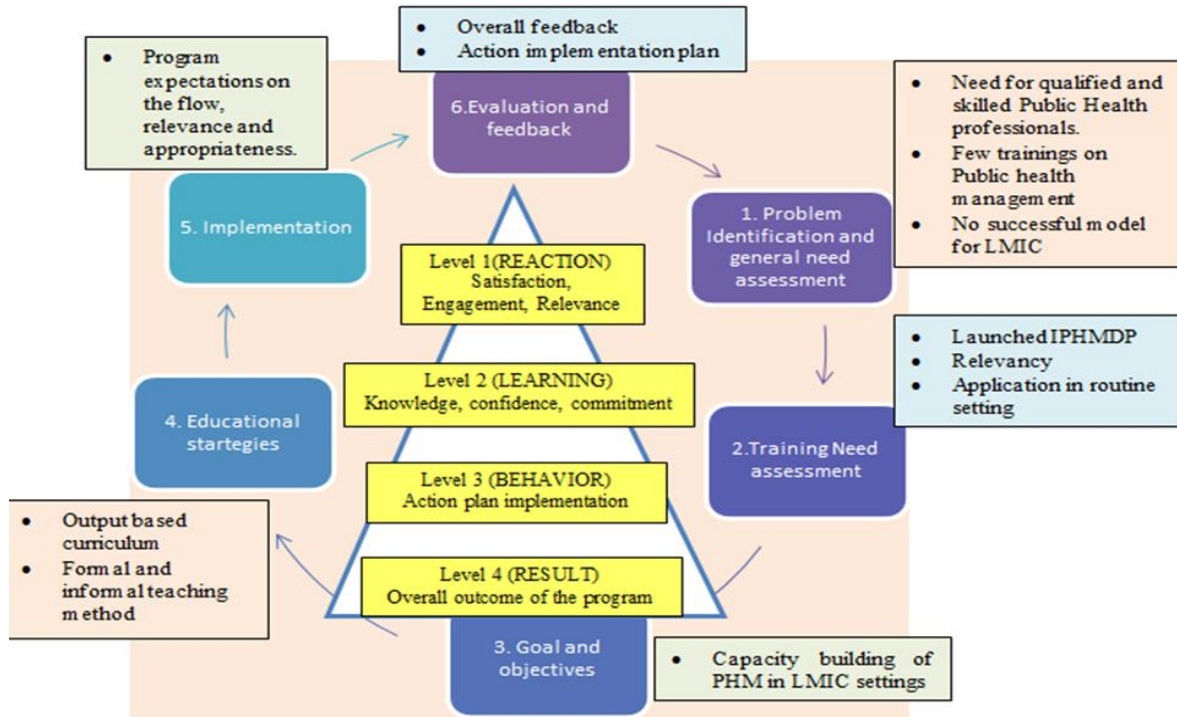 • Overall feedback
• Action implementation plan
• Program
expectations on
the flow,
relevance and
appropriateness.
6.Evaluation and
feedback
• Need for qualified and
skilled Public Health
professionals.
• Few trainings on
Public health
management
• No successful model
for LMIC
5. Implementation
1. Problem
Identification and
general need
assessment
Level 1(REACTION)
Satisfaction,
Engagement, Relevance
• Launched IPHMDP
• Relevancy
• Application in routine
setting
Level 2 (LEARNING)
Knowledge, confidence, commitment
4. Educational
startegies
2.Training Need
assessment
Level 3 (BEHAVIOR)
Action plan implementation
• Output based
curriculum
• Formal and
informal teaching
method
Level 4 (RESULT)
Overall outcome of the program
3. Goal and
objectives
• Capacity building of
PHM in LMIC settings